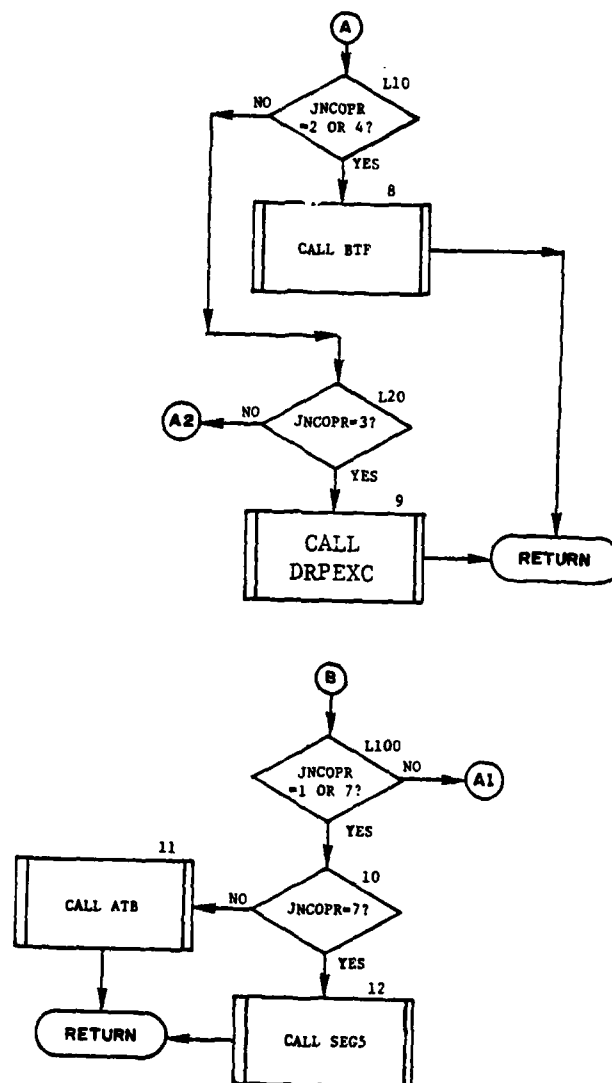 A
L10
NO
JNCOPR
=2 OR 4?
YES
8
CALL BTF
L20
A2
NO
JNCOPR=3?
YES
9
CALL
DRPEXC
RETURN
B
L100
JNCOPR
=1 OR 7?
NO
A1
YES
11
10
CALL ATB
NO
JNCOPR=7?
YES
12
RETURN
CALL SEG5